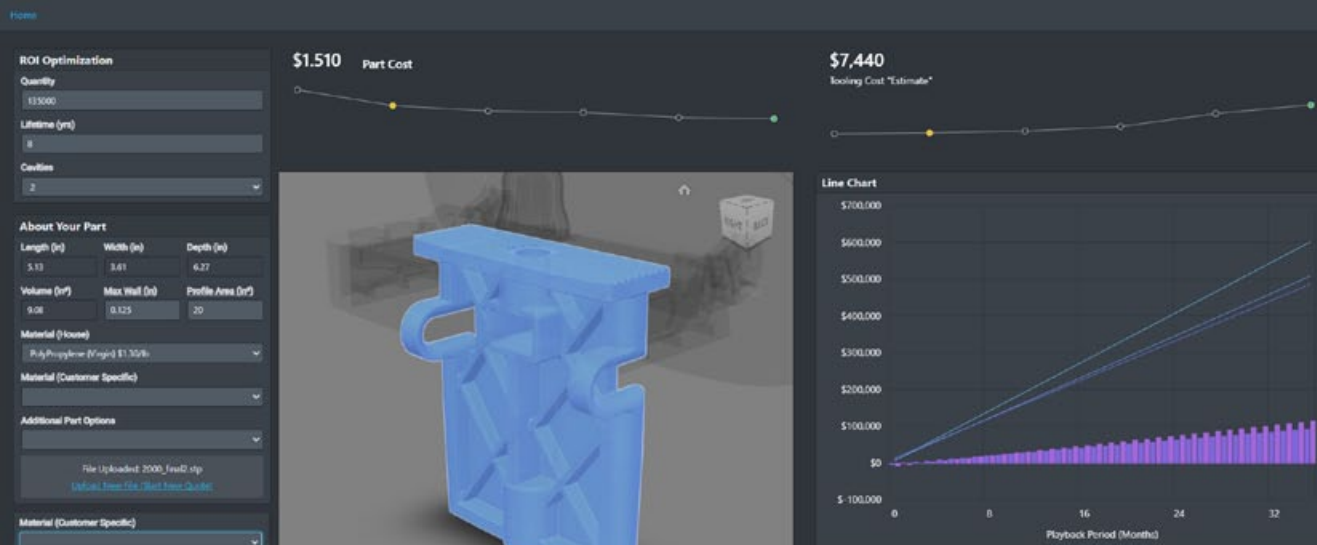 Home
ROI Optimization
Quantity
135000
Lifetime (yrs)
8
Cavities
2
About Your Part
Length (in) Width (in) Depth (in)
5.13 3.61 6.27
Volume (in³) Max Wall (in) Profile Area (in²)
9.08 0.125 20
Material (House)
PolyPropylene (Virgin) $1.30/lb
Material (Customer Specific)
Additional Part Options
File Uploaded: 2000_final2.stp
Upload New File (Start New Quote)
Material (Customer Specific)
$1.510 Part Cost
$7,440
Tooling Cost "Estimate"
Line Chart
$700,000
$600,000
$500,000
$400,000
$300,000
$200,000
$100,000
$0
$-100,000
0 8 16 24 32
Playback Period (Months)